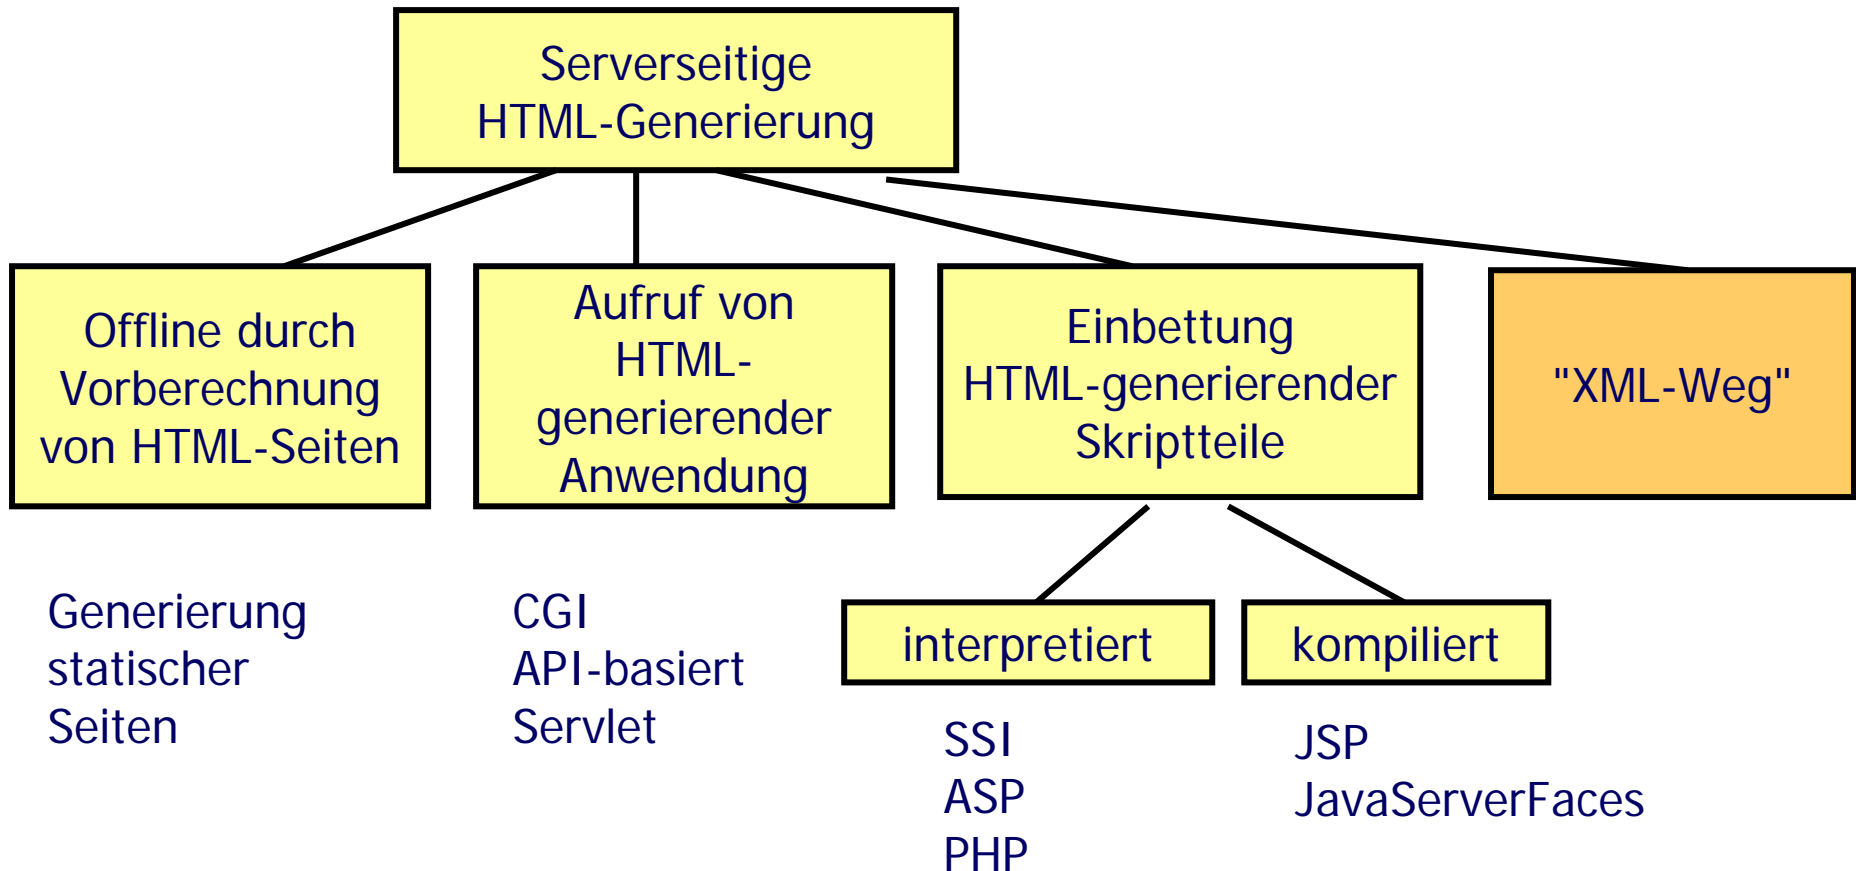 Serverseitige
HTML-Generierung
Offline durch
Vorberechnung
von HTML-Seiten
Aufruf von
HTML-
generierender
Anwendung
Einbettung
HTML-generierender
Skriptteile
"XML-Weg"
Generierung
statischer
Seiten
CGI
API-basiert
Servlet
interpretiert
kompiliert
SSI
ASP
PHP
JSP
JavaServerFaces